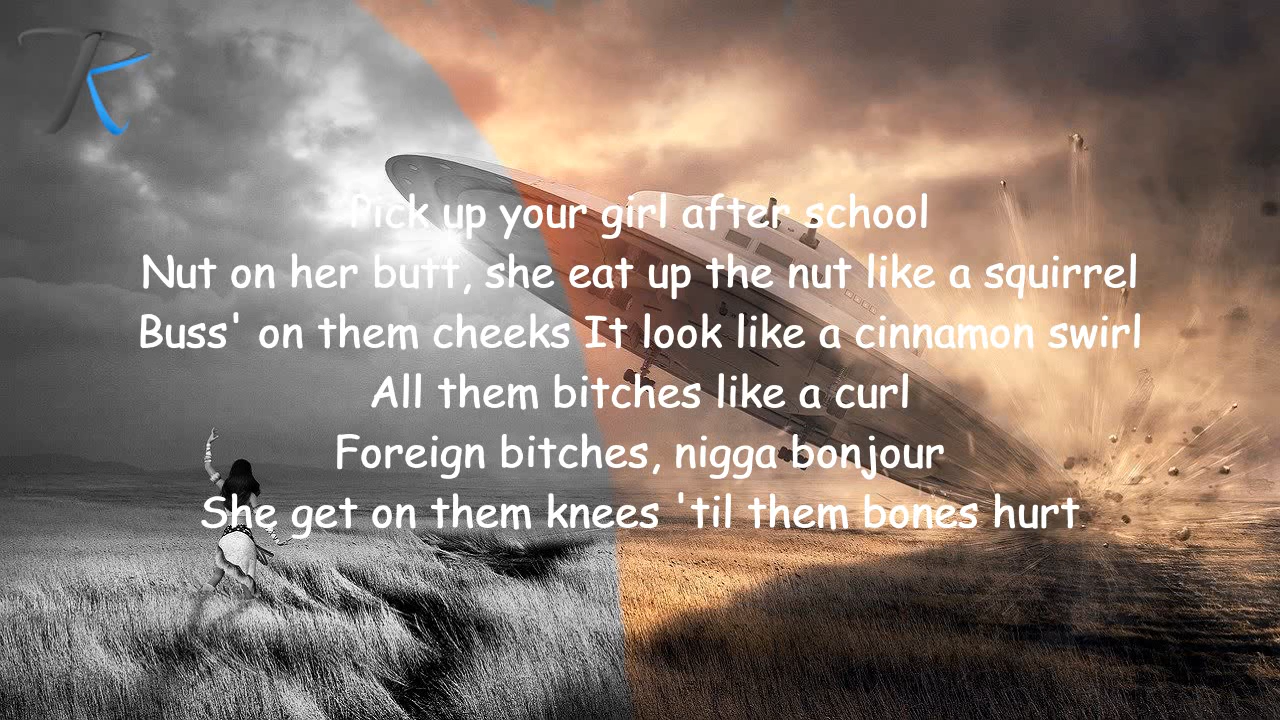 TR
Pick up your girl after school
Nut on her butt, she eat up the nut like a squirrel
Buss' on them cheeks It look like a cinnamon swirl
All them bitches like a curl
Foreign bitches, nigga bonjour
She get on them knees 'til them bones hurt